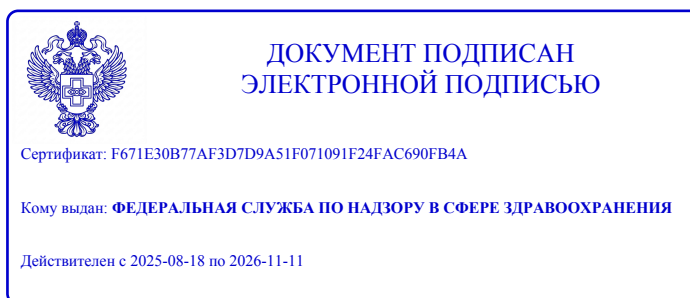 ДОКУМЕНТ ПОДПИСАН
ЭЛЕКТРОННОЙ ПОДПИСЬЮ
Сертификат: F671E30B77AF3D7D9A51F071091F24FAC690FB4A
Кому выдан: ФЕДЕРАЛЬНАЯ СЛУЖБА ПО НАДЗОРУ В СФЕРЕ ЗДРАВООХРАНЕНИЯ
Действителен с 2025-08-18 по 2026-11-11